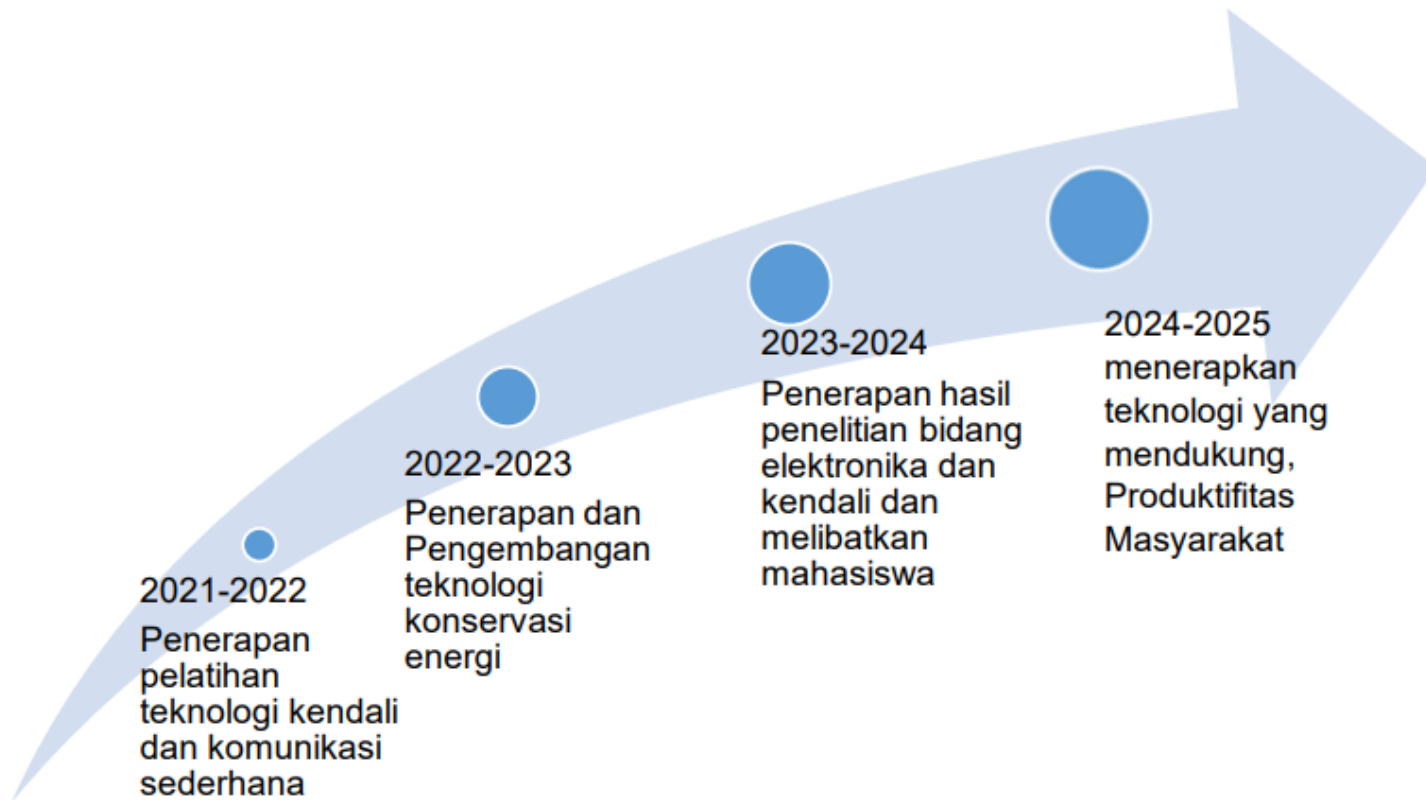 2021-2022
Penerapan
pelatihan
teknologi kendali
dan komunikasi
sederhana
2022-2023
Penerapan dan
Pengembangan
teknologi
konservasi
energi
2023-2024
Penerapan hasil
penelitian bidang
elektronika dan
kendali dan
melibatkan
mahasiswa
2024-2025
menerapkan
teknologi yang
mendukung,
Produktifitas
Masyarakat